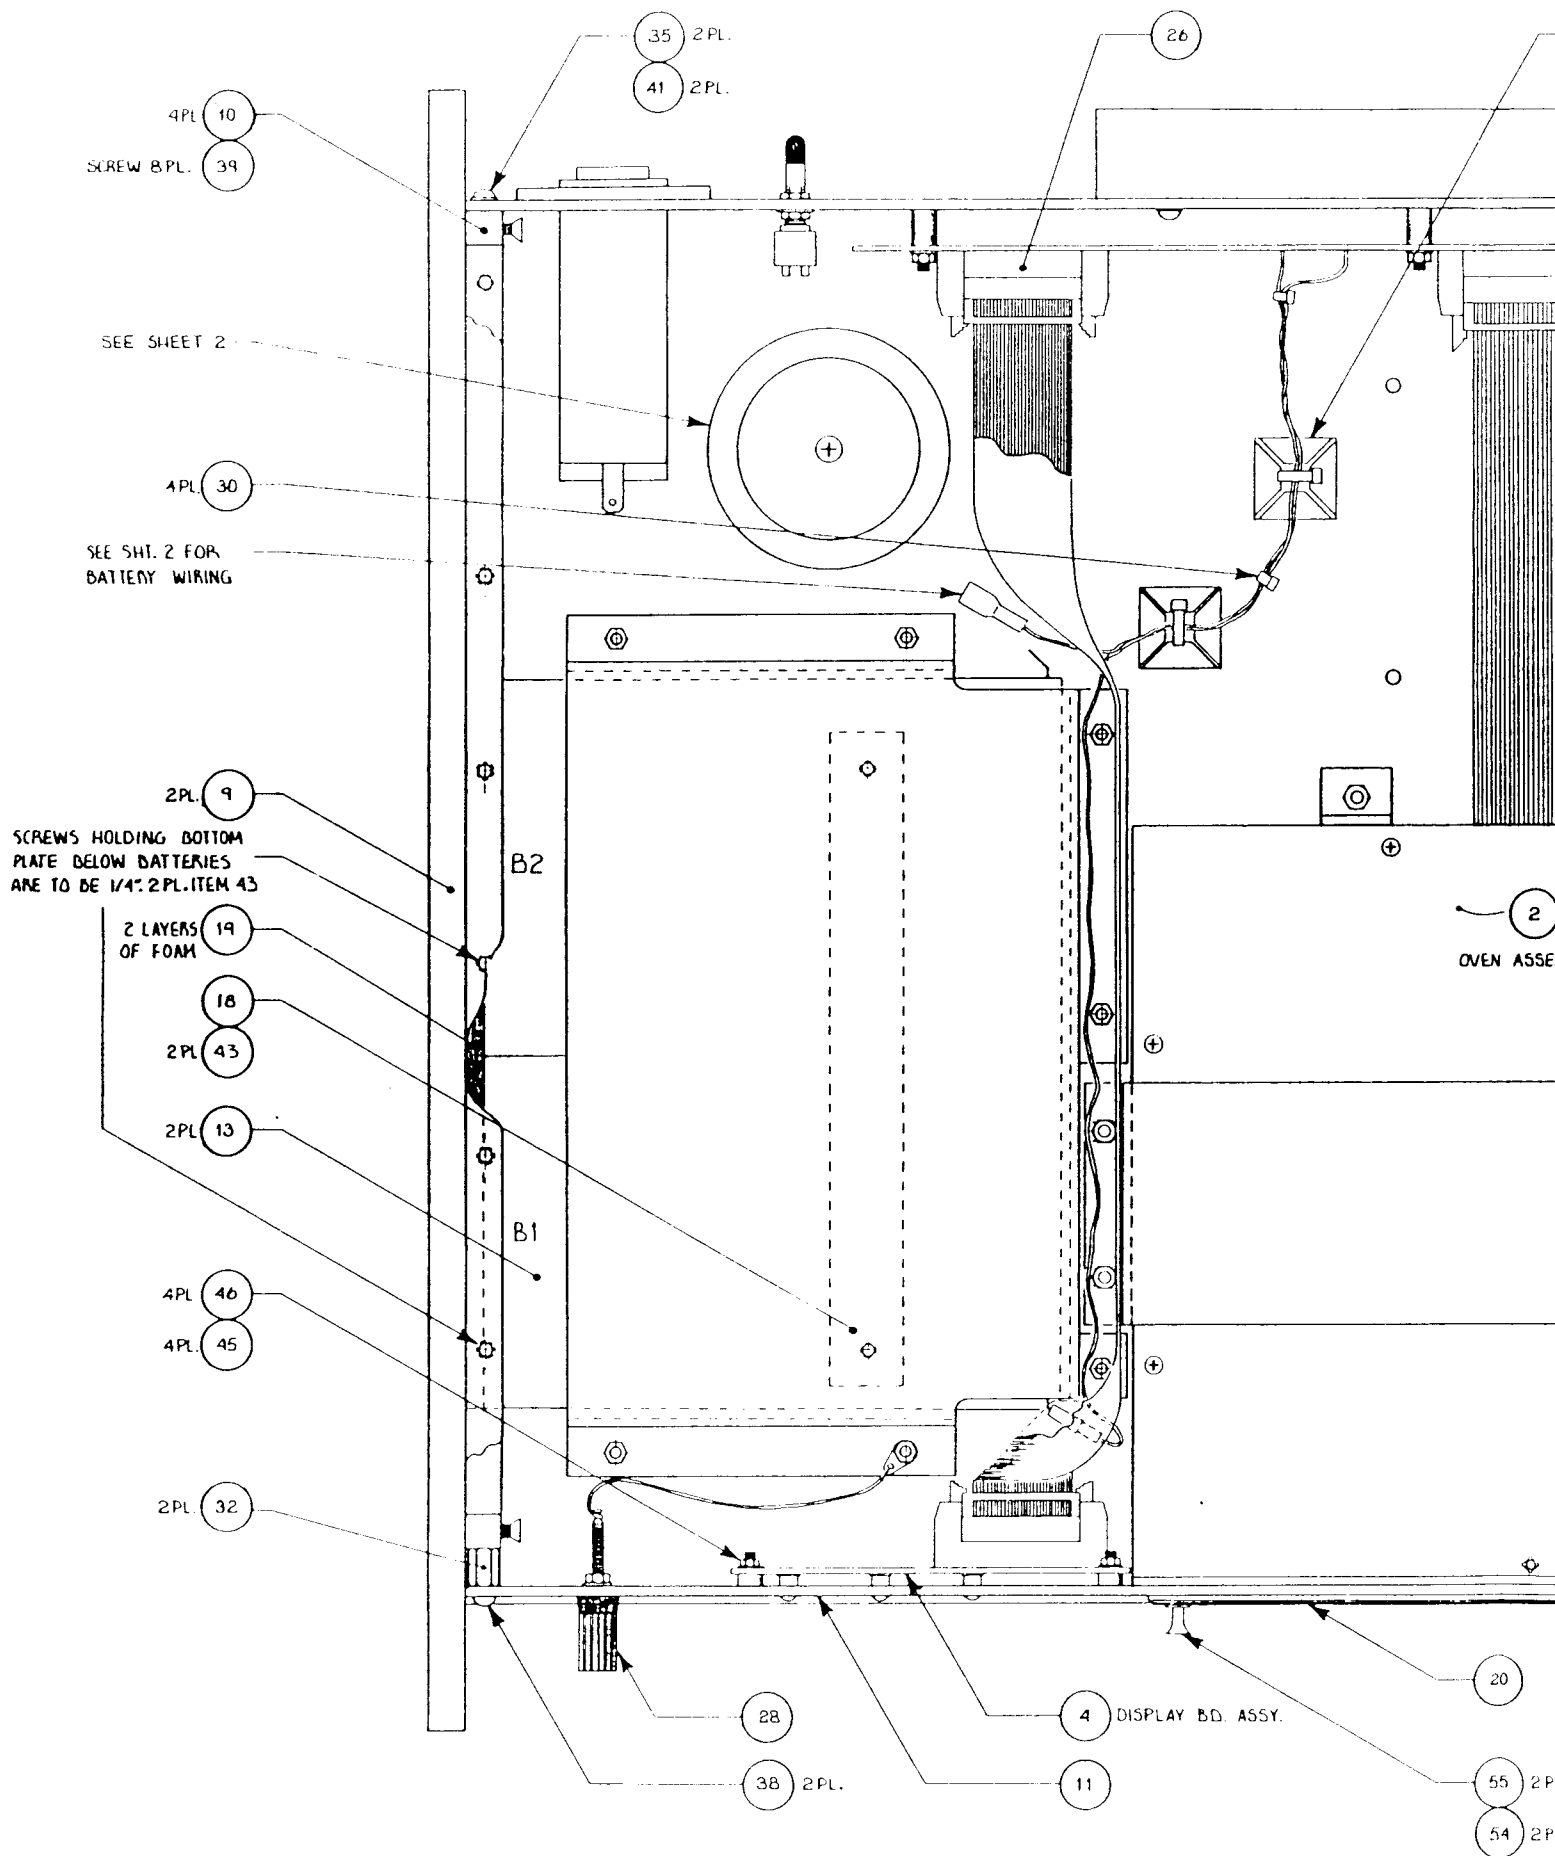 35 2 PL.
26
41 2 PL.
4PL 10
SCREW 8PL. 39
SEE SHEET 2
4PL. 30
SEE SHT. 2 FOR
BATTERY WIRING
2PL. 9
SCREWS HOLDING BOTTOM
PLATE BELOW BATTERIES
ARE TO BE 1/4". 2 PL. ITEM 43
B2
2
OVEN ASSE
2 LAYERS 19
OF FOAM
18
2PL 43
2PL 13
B1
4PL 46
4PL. 45
2PL. 32
20
28
4 DISPLAY BD. ASSY.
38 2PL.
11
55 2P
54 2P